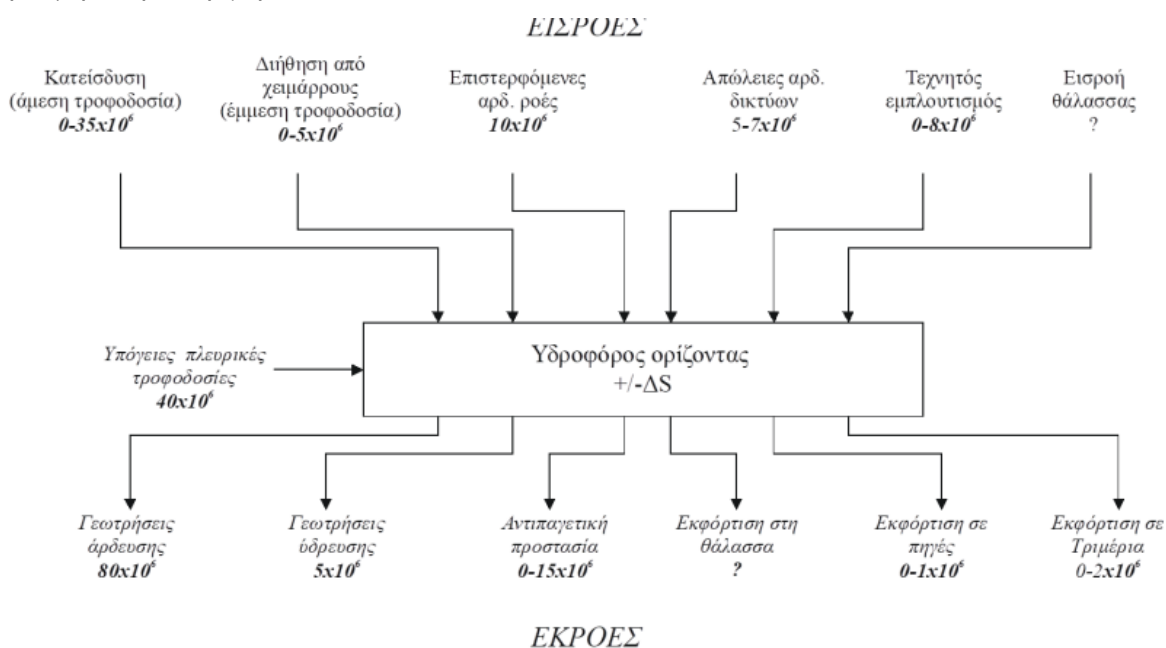 ΕΙΣΡΟΕΣ
Κατείσδυση
(άμεση τροφοδοσία)
0-35x10⁶
Διήθηση από
χειμάρρους
(έμμεση τροφοδοσία)
0-5x10⁶
Επιστερφόμενες
αρδ. ροές
10x10⁶
Απώλειες αρδ.
δικτύων
5-7x10⁶
Τεχνητός
εμπλουτισμός
0-8x10⁶
Εισροή
θάλασσας
?
Υπόγειες πλευρικές
τροφοδοσίες
40x10⁶
Υδροφόρος ορίζοντας
+/-ΔS
Γεωτρήσεις
άρδευσης
80x10⁶
Γεωτρήσεις
ύδρευσης
5x10⁶
Αντιπαγετική
προστασία
0-15x10⁶
Εκφόρτιση στη
θάλασσα
?
Εκφόρτιση σε
πηγές
0-1x10⁶
Εκφόρτιση σε
Τριμέρια
0-2x10⁶
ΕΚΡΟΕΣ